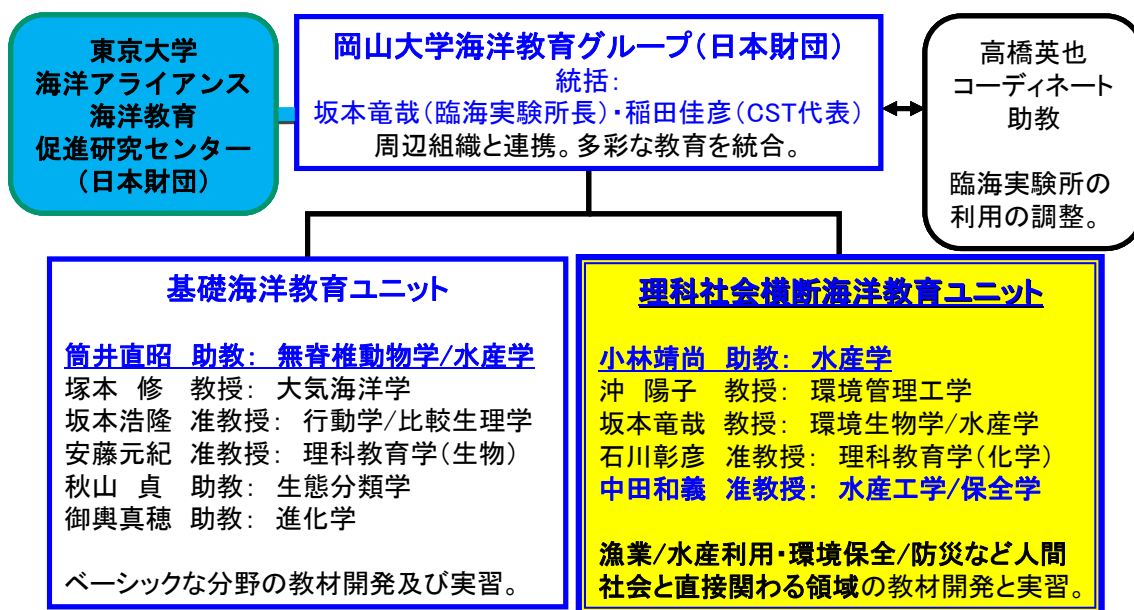 東京大学
海洋アライアンス
海洋教育
促進研究センター
(日本財団)
岡山大学海洋教育グループ(日本財団)
統括:
坂本竜哉(臨海実験所長)・稲田佳彦(CST代表)
周辺組織と連携。多彩な教育を統合。
高橋英也
コーディネート
助教
臨海実験所の
利用の調整。
基礎海洋教育ユニット
筒井直昭 助教: 無脊椎動物学/水産学
塚本 修 教授: 大気海洋学
坂本浩隆 准教授: 行動学/比較生理学
安藤元紀 准教授: 理科教育学(生物)
秋山 貞 助教: 生態分類学
御輿真穂 助教: 進化学
ベーシックな分野の教材開発及び実習。
理科社会横断海洋教育ユニット
小林靖尚 助教: 水産学
沖 陽子 教授: 環境管理工学
坂本竜哉 教授: 環境生物学/水産学
石川彰彦 准教授: 理科教育学(化学)
中田和義 准教授: 水産工学/保全学
漁業/水産利用・環境保全/防災など人間
社会と直接関わる領域の教材開発と実習。